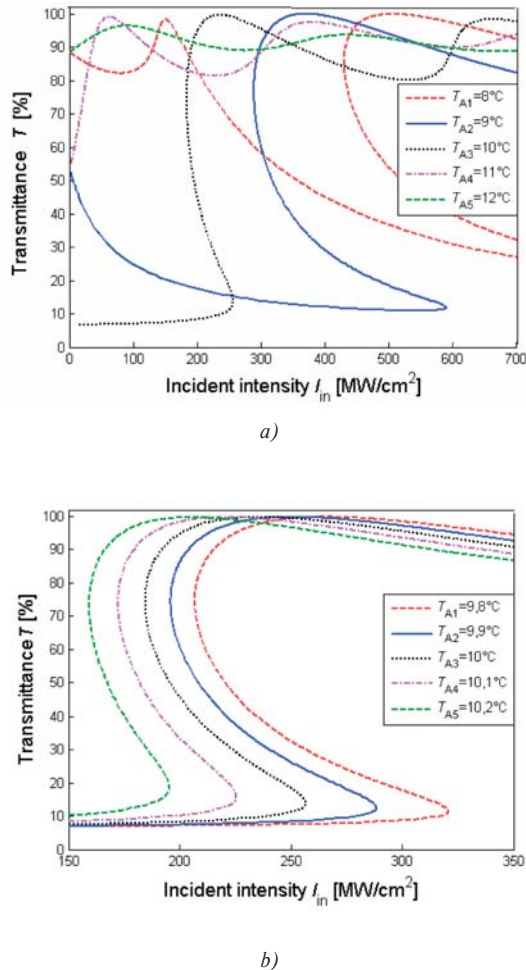 100
90
80
70
60
50
40
30
20
10
0
Transmittance T [%]
T_A1=8°C
T_A2=9°C
T_A3=10°C
T_A4=11°C
T_A5=12°C
0 100 200 300 400 500 600 700
Incident intensity I_in [MW/cm²]
a)
100
90
80
70
60
50
40
30
20
10
0
Transmittance T [%]
T_A1=9,8°C
T_A2=9,9°C
T_A3=10°C
T_A4=10,1°C
T_A5=10,2°C
150 200 250 300 350
Incident intensity I_in [MW/cm²]
b)